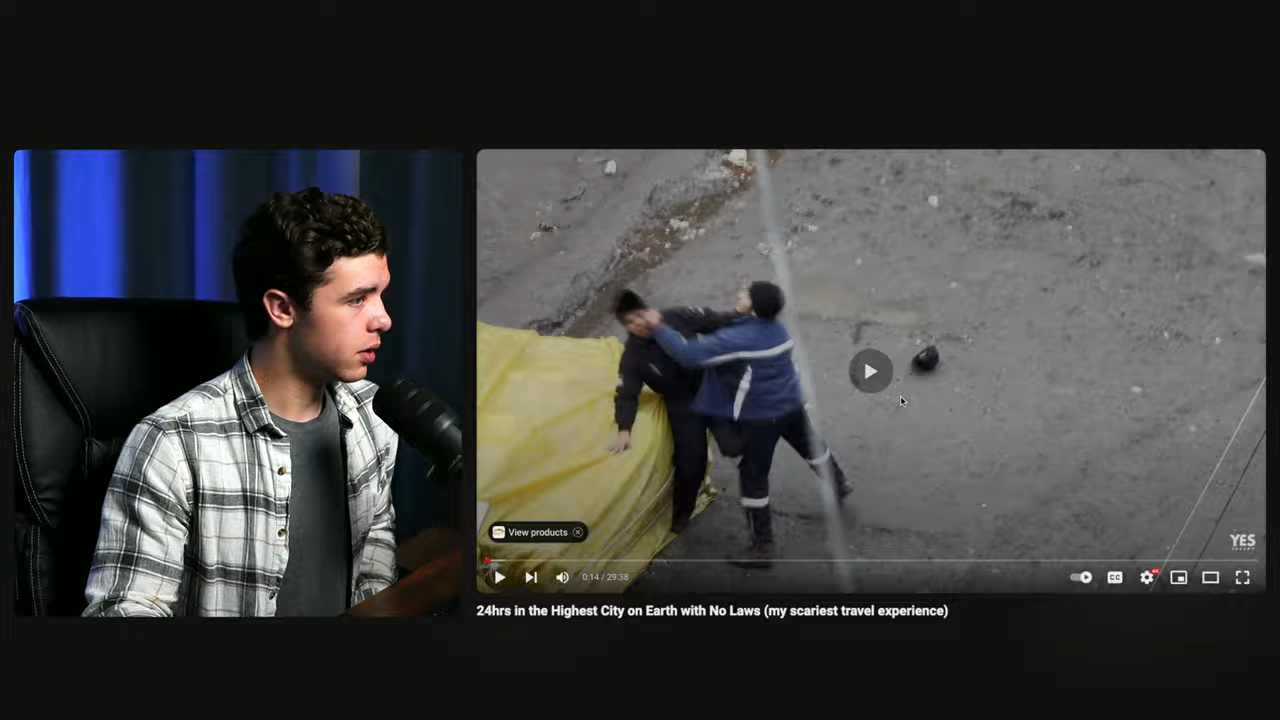 View products
YES
0:14 / 29:38
CC
24hrs in the Highest City on Earth with No Laws (my scariest travel experience)